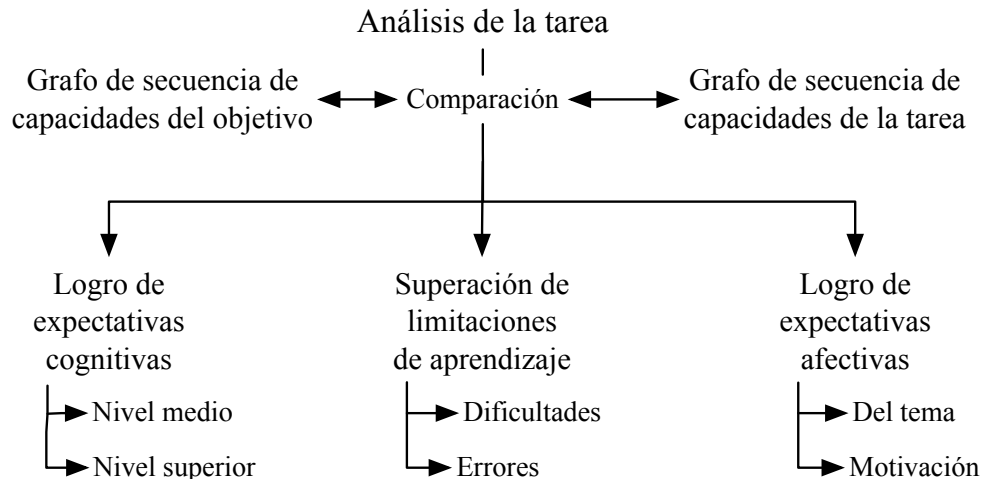 Análisis de la tarea
Grafo de secuencia de
capacidades del objetivo
Comparación
Grafo de secuencia de
capacidades de la tarea
Logro de
expectativas
cognitivas
Nivel medio
Nivel superior
Superación de
limitaciones
de aprendizaje
Dificultades
Errores
Logro de
expectativas
afectivas
Del tema
Motivación